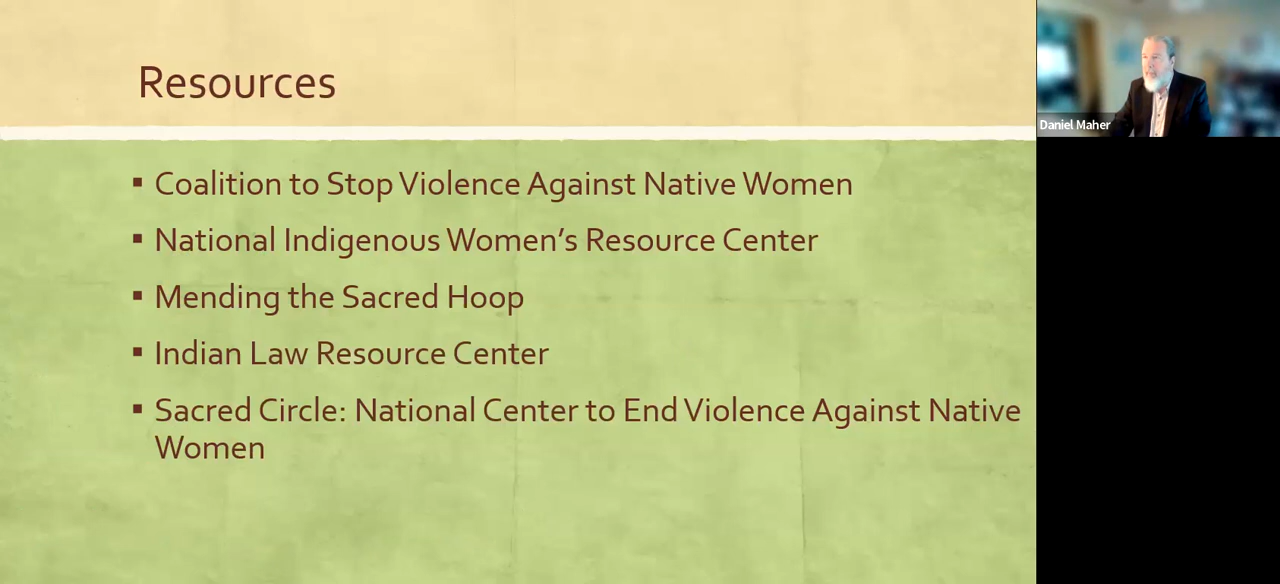 Resources
▪ Coalition to Stop Violence Against Native Women
▪ National Indigenous Women’s Resource Center
▪ Mending the Sacred Hoop
▪ Indian Law Resource Center
▪ Sacred Circle: National Center to End Violence Against Native
Women
Daniel Maher